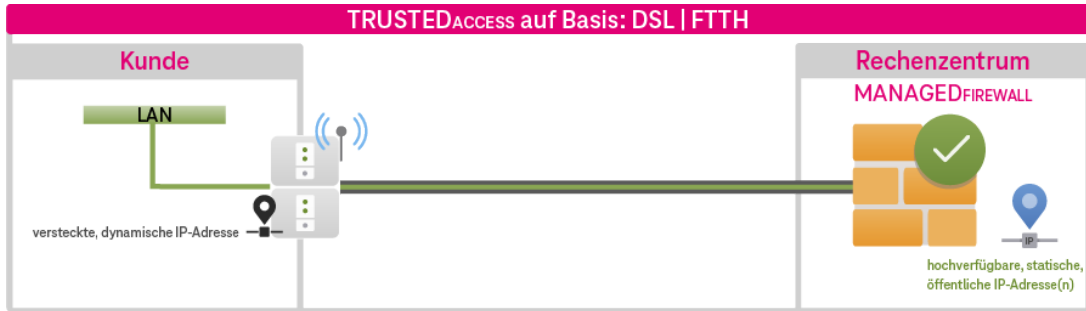 TRUSTEDACCESS auf Basis: DSL | FTTH
Kunde
Rechenzentrum
MANAGEDFIREWALL
LAN
versteckte, dynamische IP-Adresse
IP
hochverfügbare, statische,
öffentliche IP-Adresse(n)